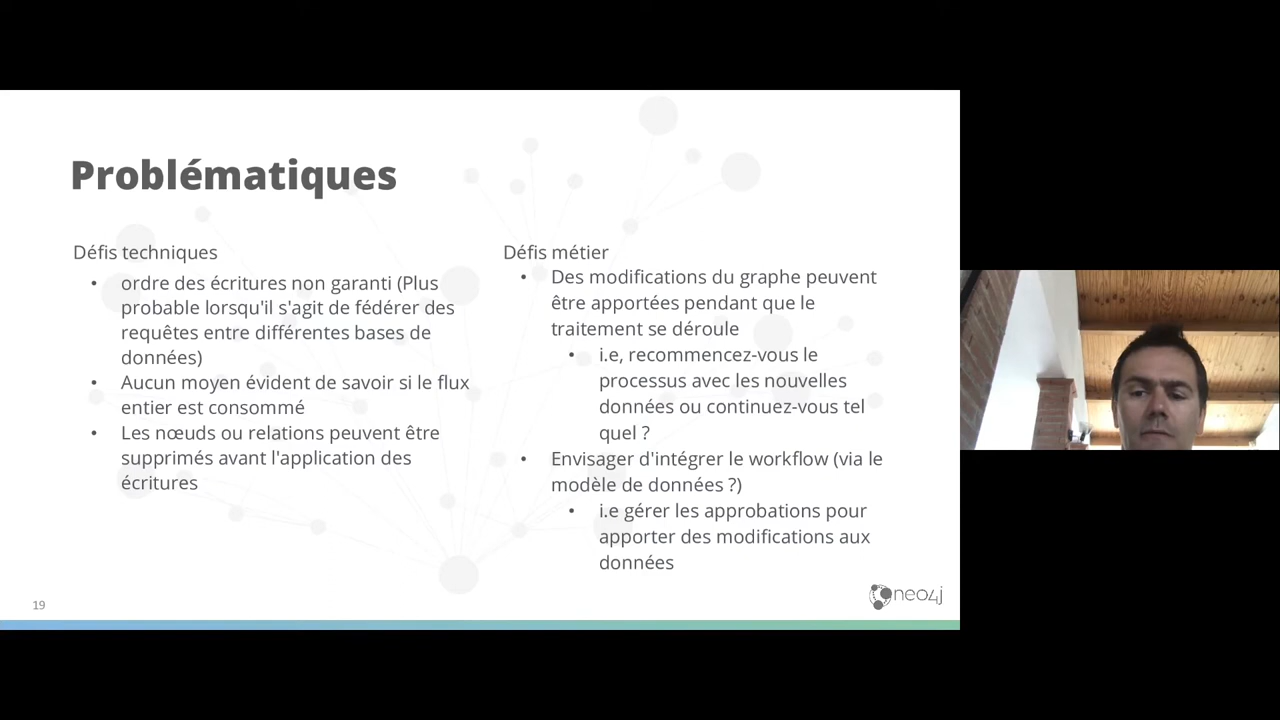 Problématiques
Défis techniques
• ordre des écritures non garanti (Plus
probable lorsqu'il s'agit de fédérer des
requêtes entre différentes bases de
données)
• Aucun moyen évident de savoir si le flux
entier est consommé
• Les nœuds ou relations peuvent être
supprimés avant l'application des
écritures
Défis métier
• Des modifications du graphe peuvent
être apportées pendant que le
traitement se déroule
• i.e, recommencez-vous le
processus avec les nouvelles
données ou continuez-vous tel
quel ?
• Envisager d'intégrer le workflow (via le
modèle de données ?)
• i.e gérer les approbations pour
apporter des modifications aux
données
19
neo4j